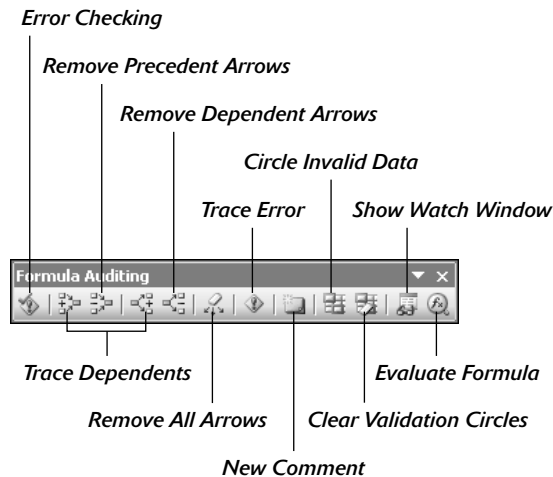 Error Checking
Remove Precedent Arrows
Remove Dependent Arrows
Circle Invalid Data
Trace Error
Show Watch Window
Formula Auditing
Trace Dependents
Evaluate Formula
Remove All Arrows
Clear Validation Circles
New Comment